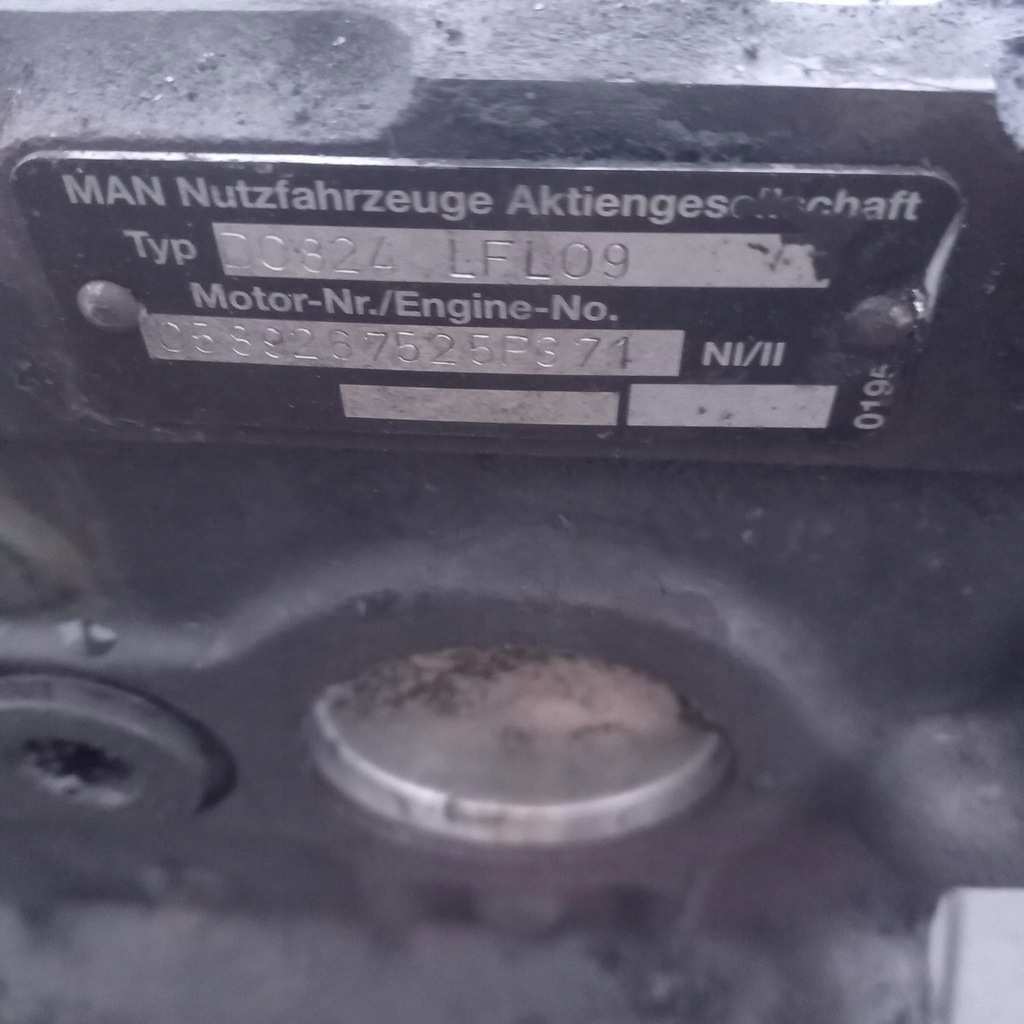 MAN Nutzfahrzeuge Aktiengesellschaft
Typ D0824 LFL09
Motor-Nr./Engine-No.
NI/II
0195